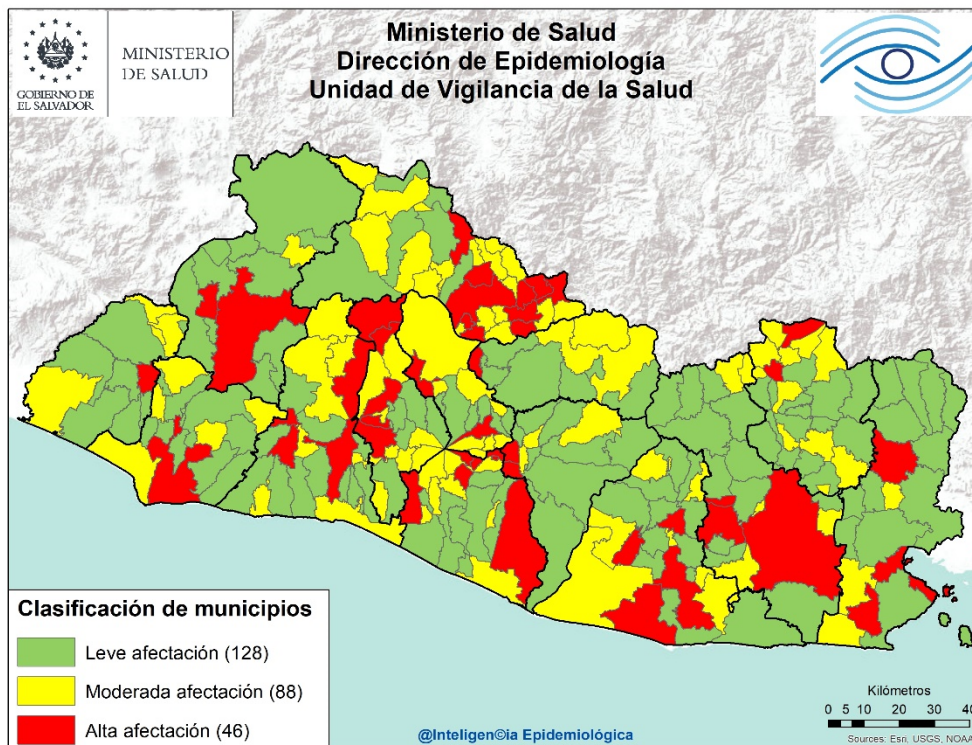 GOBIERNO DE
EL SALVADOR
MINISTERIO
DE SALUD
Ministerio de Salud
Dirección de Epidemiología
Unidad de Vigilancia de la Salud
Clasificación de municipios
Leve afectación (128)
Moderada afectación (88)
Alta afectación (46)
Kilómetros
0 5 10 20 30 40
@Inteligen©ia Epidemiológica
Sources: Esri, USGS, NOAA